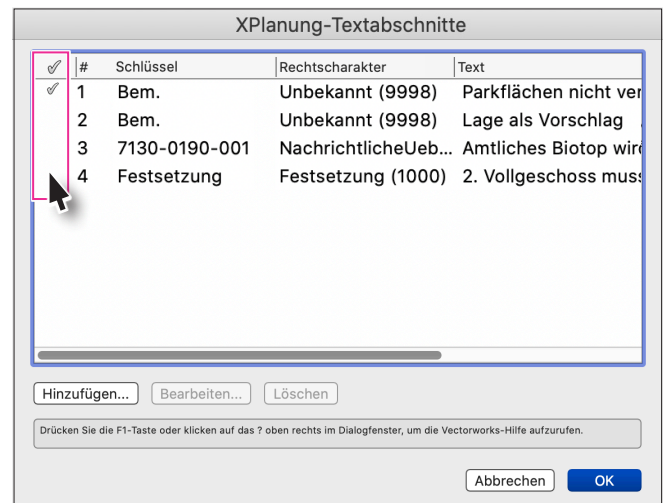 XPlanung-Textabschnitte
# Schlüssel Rechtscharakter Text
1 Bem. Unbekannt (9998) Parkflächen nicht ver
2 Bem. Unbekannt (9998) Lage als Vorschlag
3 7130-0190-001 NachrichtlicheUeb... Amtliches Biotop wird
4 Festsetzung Festsetzung (1000) 2. Vollgeschoss muss
Hinzufügen... Bearbeiten... Löschen
Drücken Sie die F1-Taste oder klicken auf das ? oben rechts im Dialogfenster, um die Vectorworks-Hilfe aufzurufen.
Abbrechen OK